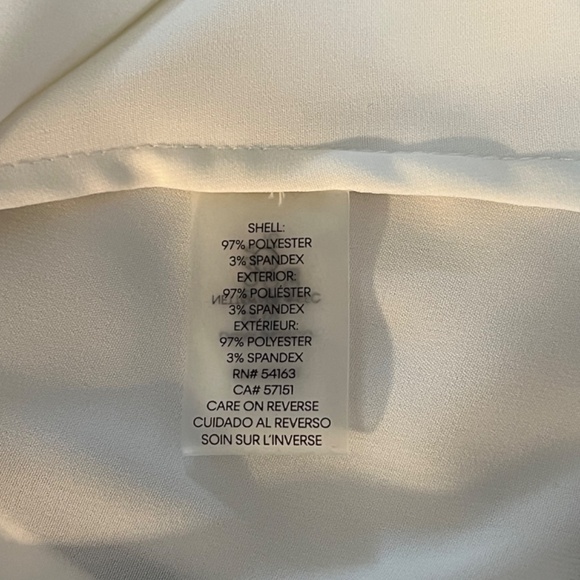 SHELL:
97% POLYESTER
3% SPANDEX
EXTERIOR:
97% POLIÉSTER
3% SPANDEX
EXTÉRIEUR:
97% POLYESTER
3% SPANDEX
RN# 54163
CA# 57151
CARE ON REVERSE
CUIDADO AL REVERSO
SOIN SUR L'INVERSE